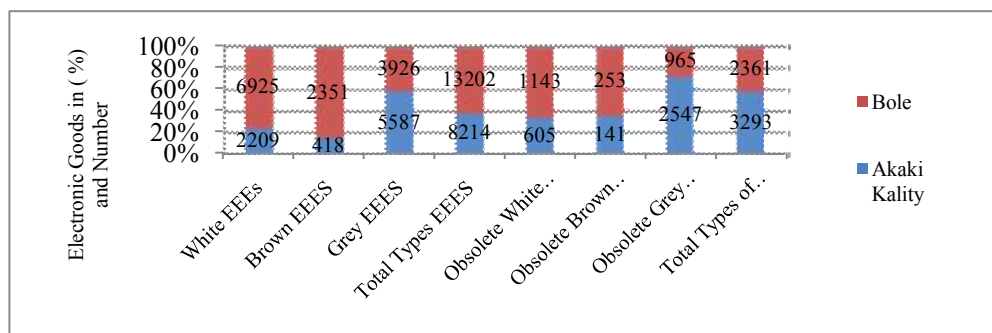 Electronic Goods in ( %)
and Number
100%
80%
60%
40%
20%
0%
6925
2351
3926
13202
1143
253
965
2361
2209
418
5587
8214
605
141
2547
3293
White EEEs
Brown EEES
Grey EEES
Total Types EEES
Obsolete White..
Obsolete Brown..
Obsolete Grey..
Total Types of..
Bole
Akaki
Kality